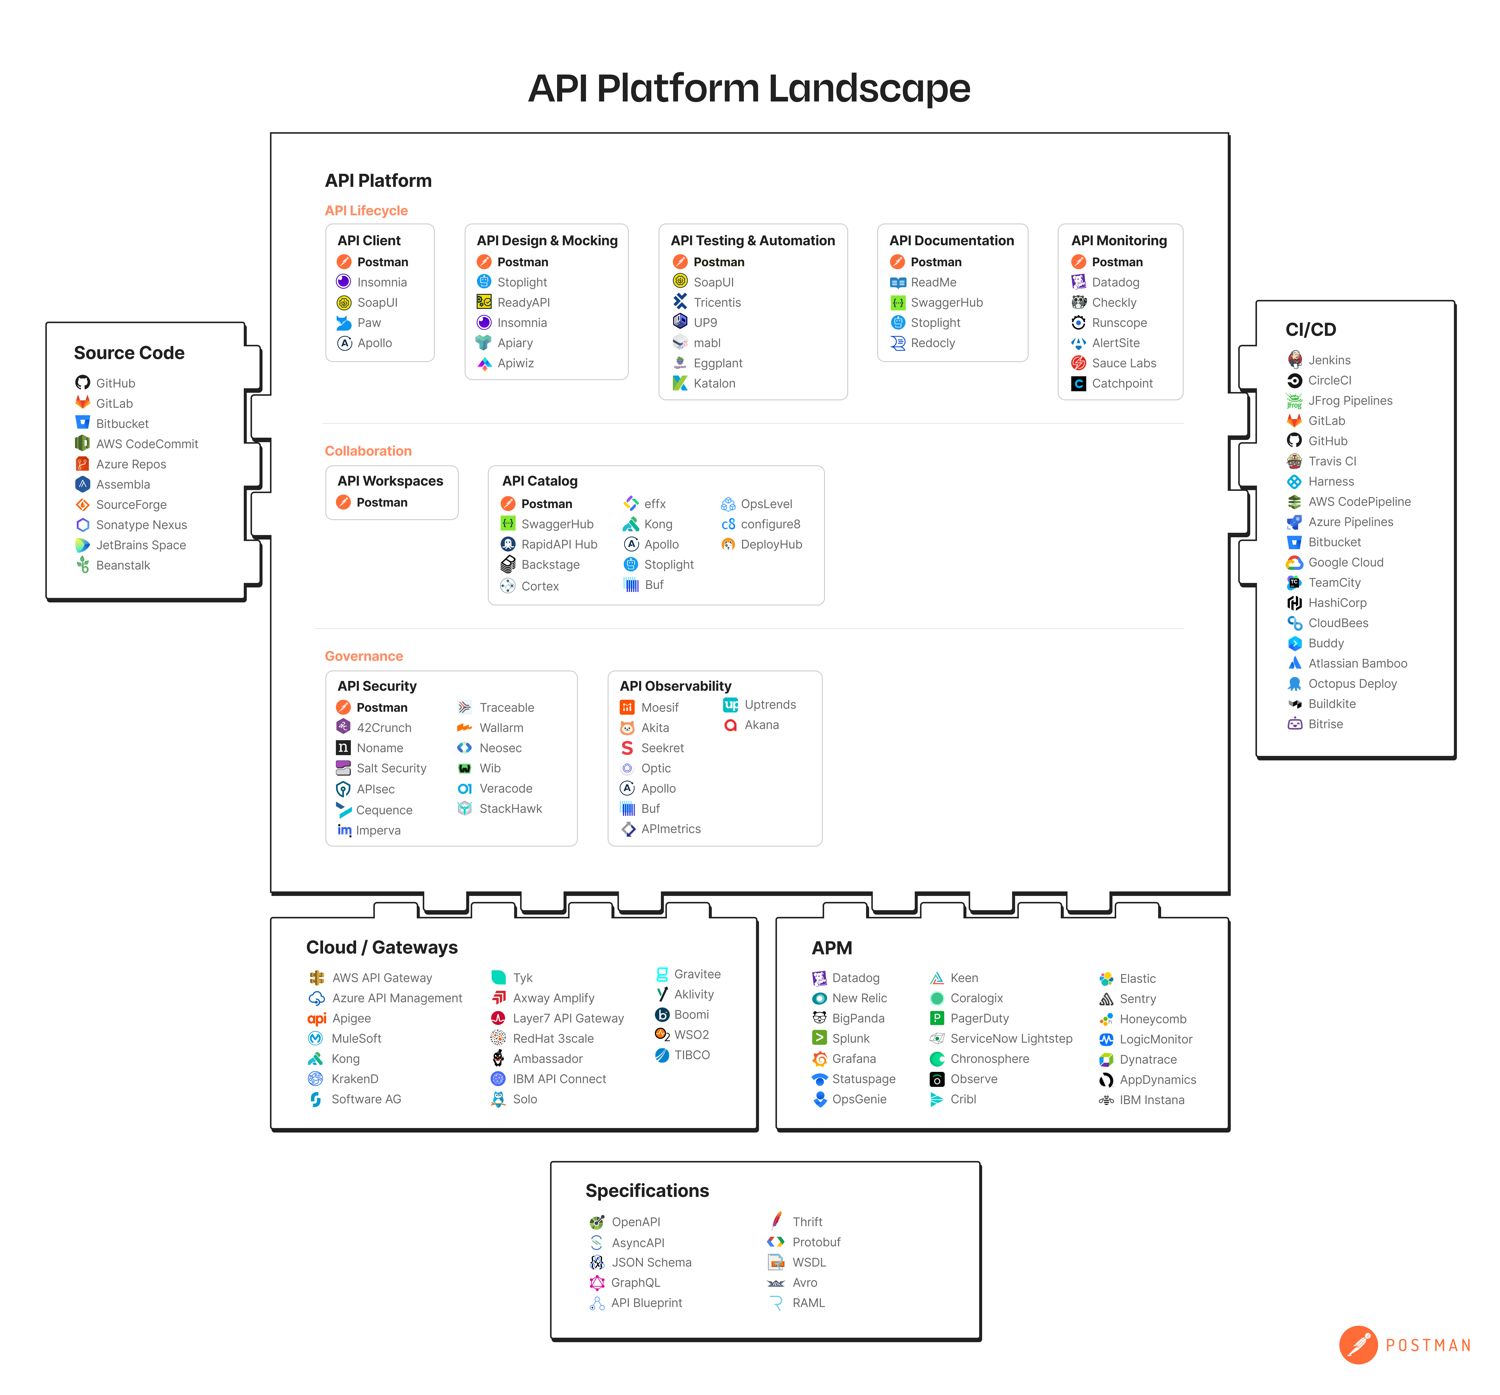 API Platform Landscape
API Platform
API Lifecycle
API Client
Postman
Insomnia
SoapUI
Paw
Apollo
API Design & Mocking
Postman
Stoplight
ReadyAPI
Insomnia
Apiary
Apiwiz
API Testing & Automation
Postman
SoapUI
Tricentis
UP9
mabl
Eggplant
Katalon
API Documentation
Postman
ReadMe
SwaggerHub
Stoplight
Redocly
API Monitoring
Postman
Datadog
Checkly
Runscope
AlertSite
Sauce Labs
Catchpoint
Collaboration
API Workspaces
Postman
API Catalog
Postman
SwaggerHub
RapidAPI Hub
Backstage
Cortex
effx
Kong
Apollo
Stoplight
Buf
OpsLevel
configure8
DeployHub
Governance
API Security
Postman
42Crunch
Noname
Salt Security
APIsec
Cequence
Imperva
Traceable
Wallarm
Neosec
Wib
Veracode
StackHawk
API Observability
Moesif
Akita
Seekret
Optic
Apollo
Buf
APImetrics
Uptrends
Akana
Source Code
GitHub
GitLab
Bitbucket
AWS CodeCommit
Azure Repos
Assembla
SourceForge
Sonatype Nexus
JetBrains Space
Beanstalk
CI/CD
Jenkins
CircleCI
JFrog Pipelines
GitLab
GitHub
Travis CI
Harness
AWS CodePipeline
Azure Pipelines
Bitbucket
Google Cloud
TeamCity
HashiCorp
CloudBees
Buddy
Atlassian Bamboo
Octopus Deploy
Buildkite
Bitrise
Cloud / Gateways
AWS API Gateway
Azure API Management
Apigee
MuleSoft
Kong
KrakenD
Software AG
Tyk
Axway Amplify
Layer7 API Gateway
RedHat 3scale
Ambassador
IBM API Connect
Solo
Gravitee
Aklivity
Boomi
WSO2
TIBCO
APM
Datadog
New Relic
BigPanda
Splunk
Grafana
Statuspage
OpsGenie
Keen
Coralogix
PagerDuty
ServiceNow Lightstep
Chronosphere
Observe
Cribl
Elastic
Sentry
Honeycomb
LogicMonitor
Dynatrace
AppDynamics
IBM Instana
Specifications
OpenAPI
AsyncAPI
JSON Schema
GraphQL
API Blueprint
Thrift
Protobuf
WSDL
Avro
RAML
POSTMAN